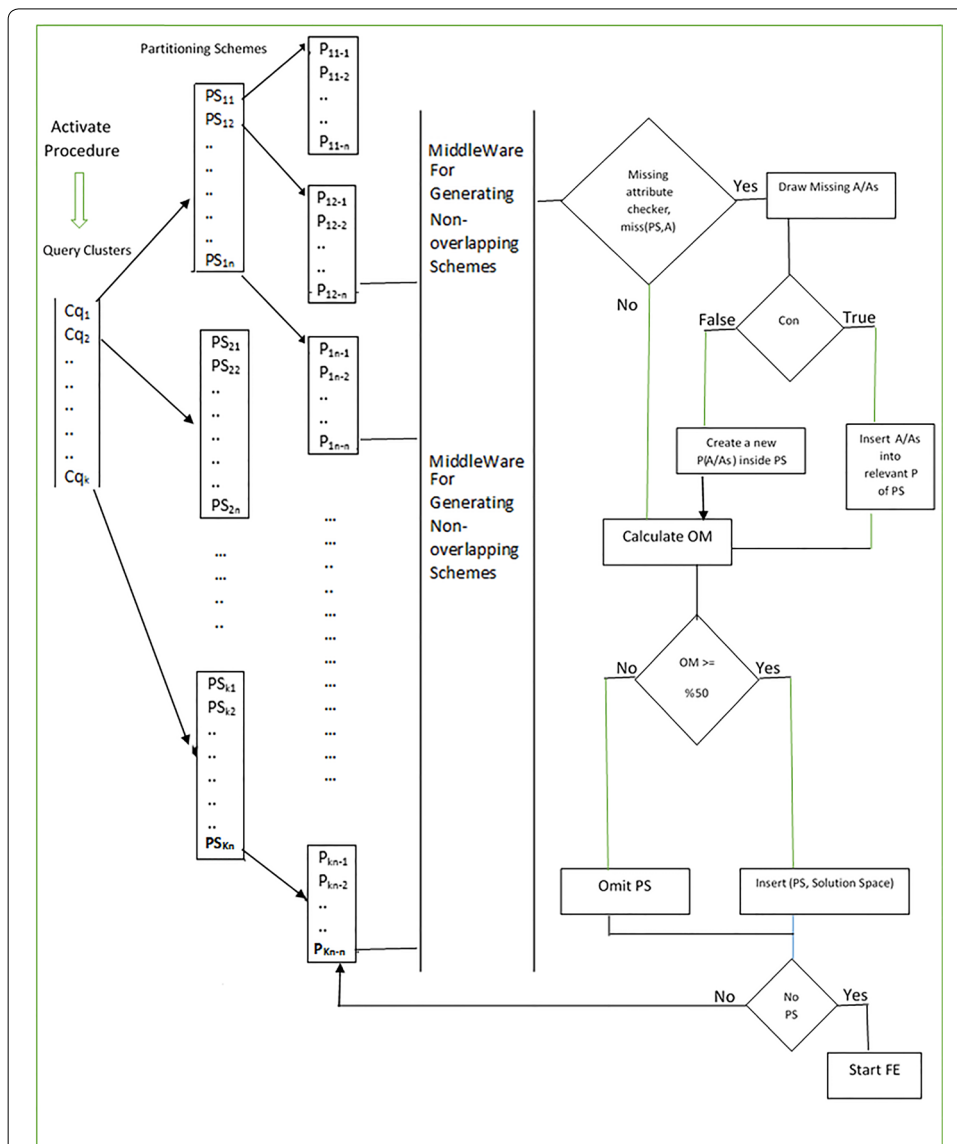 Partitioning Schemes
Activate
Procedure
Query Clusters
Cq1
Cq2
..
..
..
..
..
Cqk
PS11
PS12
..
..
..
..
..
PS1n
PS21
PS22
..
..
..
..
..
PS2n
...
...
..
..
PSk1
PSk2
..
..
..
..
..
PSKn
P11-1
P11-2
..
..
P11-n
P12-1
P12-2
..
..
P12-n
P1n-1
P1n-2
..
..
P1n-n
...
...
..
...
...
...
...
...
...
...
...
Pkn-1
Pkn-2
..
..
PKn-n
MiddleWare
For
Generating
Non-
overlapping
Schemes
MiddleWare
For
Generating
Non-
overlapping
Schemes
Missing
attribute
checker,
miss(PS,A)
Yes
Draw Missing A/As
No
False
Con
True
Create a new
P(A/As) inside PS
Insert A/As
into
relevant P
of PS
Calculate OM
No
OM >=
%50
Yes
Omit PS
Insert (PS, Solution Space)
No
No
PS
Yes
Start FE